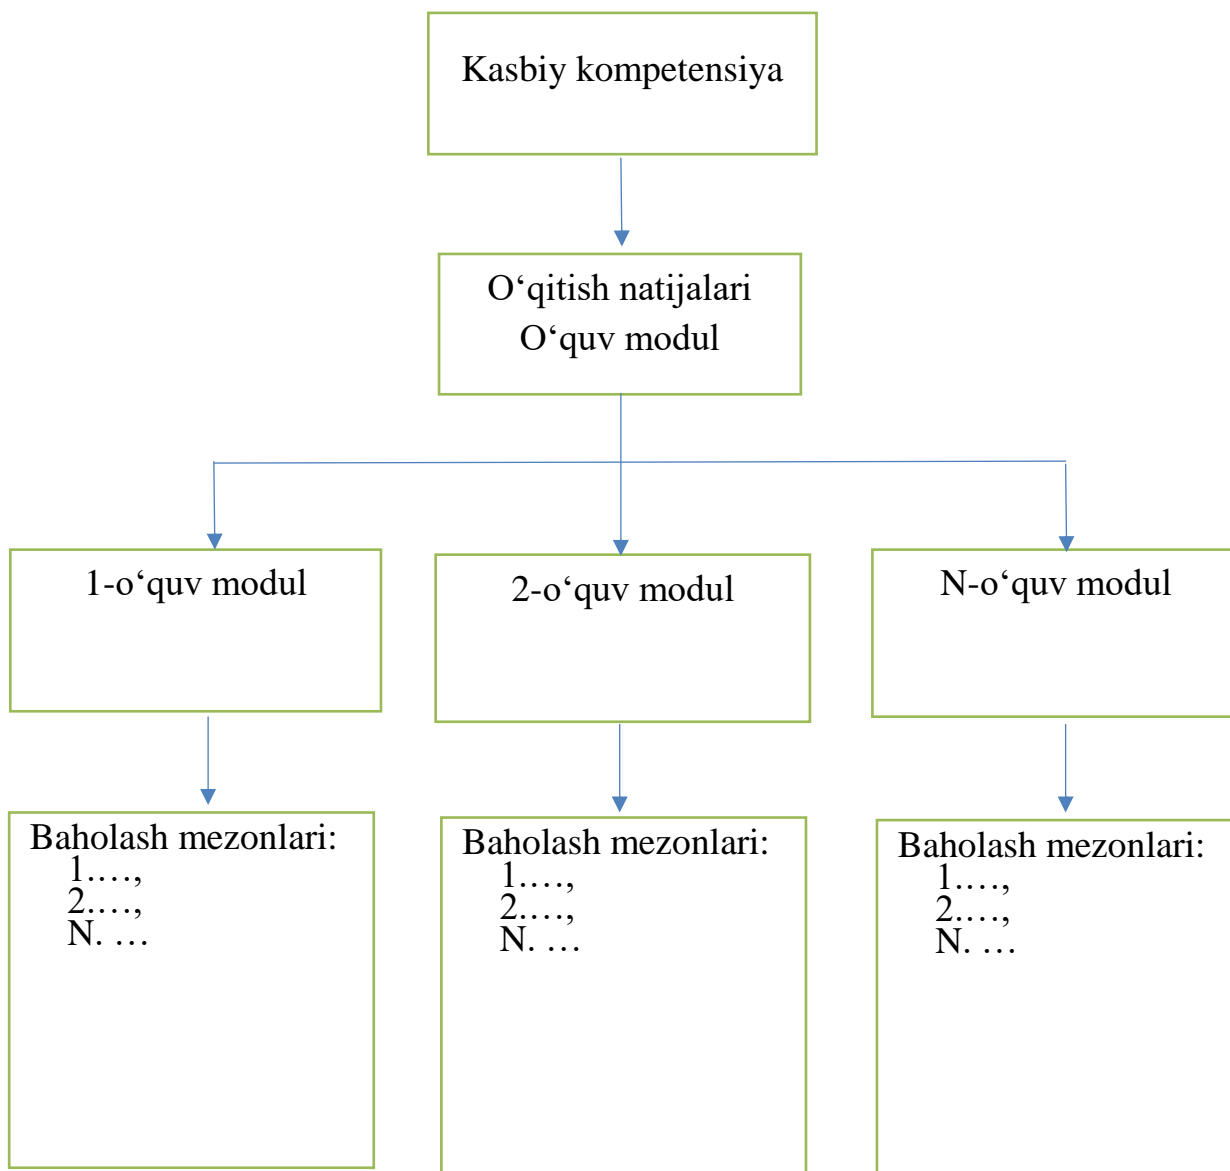 Kasbiy kompetensiya
O‘qitish natijalari
O‘quv modul
1-o‘quv modul
2-o‘quv modul
N-o‘quv modul
Baholash mezonlari:
1.…,
2.…,
N. …
Baholash mezonlari:
1.…,
2.…,
N. …
Baholash mezonlari:
1.…,
2.…,
N. …